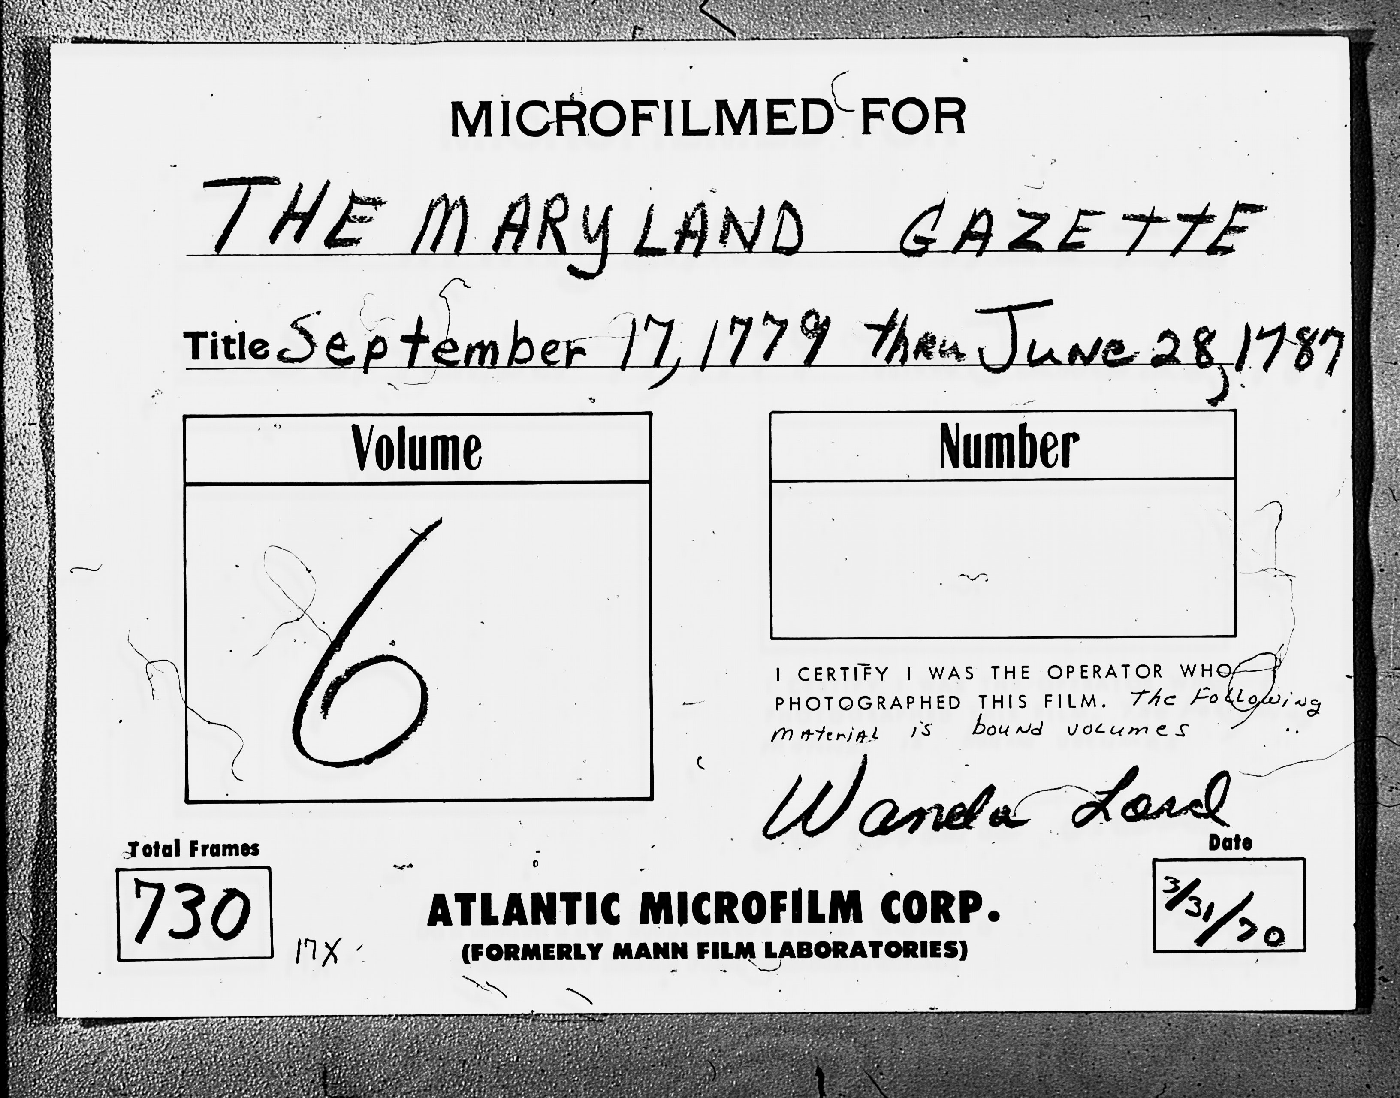 MICROFILMED FOR
THE MARYLAND GAZETTE
Title September 17, 1779 thru June 28, 1787
Volume
Number
6
I CERTIFY I WAS THE OPERATOR WHO
PHOTOGRAPHED THIS FILM. The Following
material is bound volumes
Wanda Lord
Total Frames
Date
730
3/31/70
17X
ATLANTIC MICROFILM CORP.
(FORMERLY MANN FILM LABORATORIES)